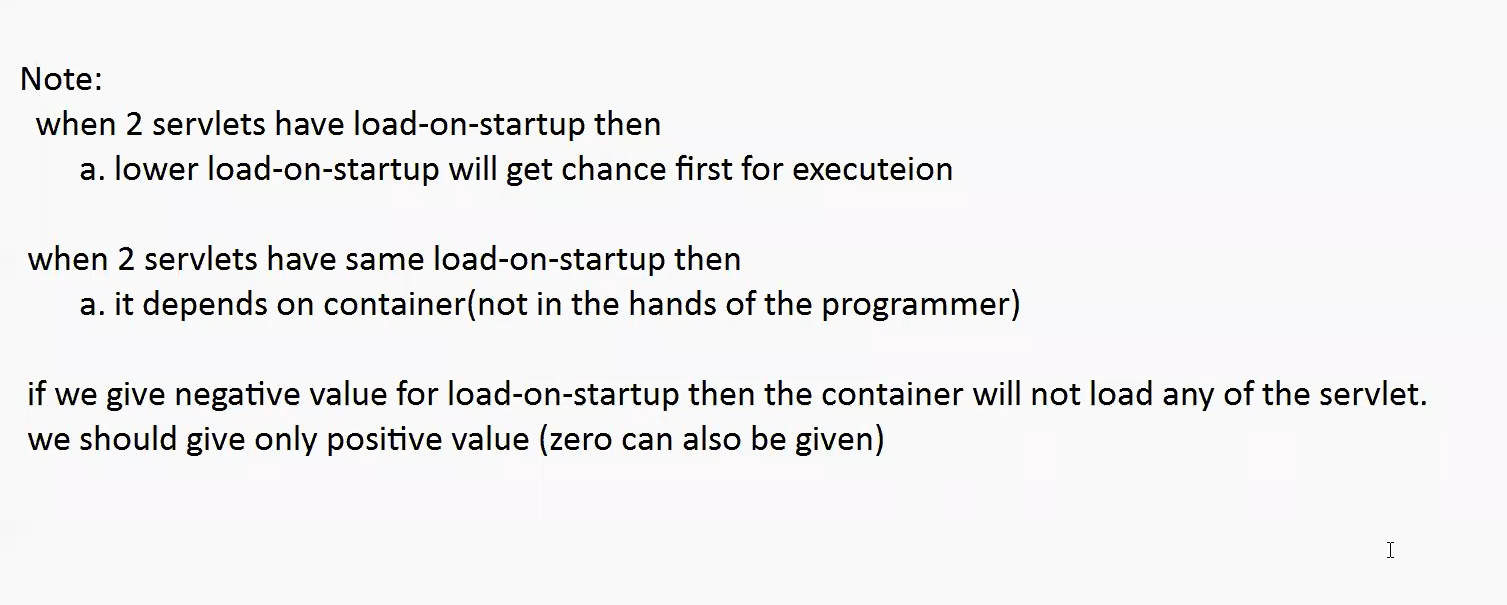 Note:
when 2 servlets have load-on-startup then
a. lower load-on-startup will get chance first for executeion
when 2 servlets have same load-on-startup then
a. it depends on container(not in the hands of the programmer)
if we give negative value for load-on-startup then the container will not load any of the servlet.
we should give only positive value (zero can also be given)